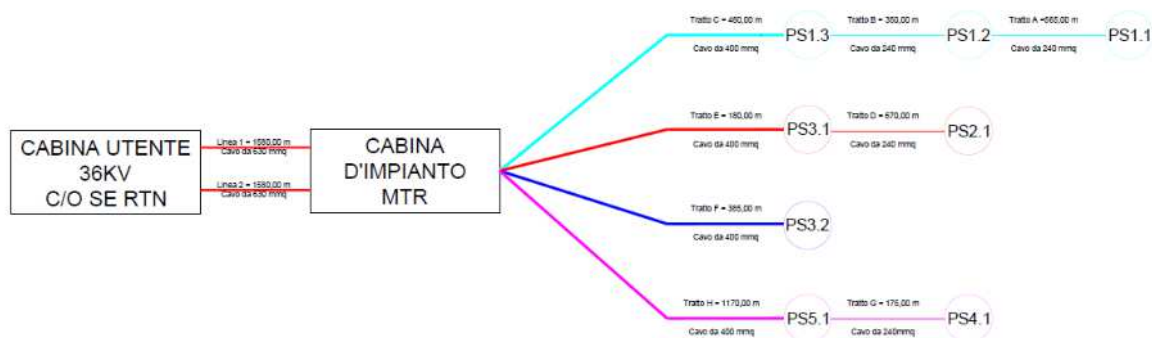 Tratto C = 460,00 m
Cavo da 400 mmq
PS1.3
Tratto B = 350,00 m
Cavo da 240 mmq
PS1.2
Tratto A =565,00 m
Cavo da 240 mmq
PS1.1
CABINA UTENTE
36KV
C/O SE RTN
Linea 1 = 1580,00 m
Cavo da 630 mmq
Linea 2 = 1580,00 m
Cavo da 630 mmq
CABINA
D'IMPIANTO
MTR
Tratto E = 180,00 m
Cavo da 400 mmq
PS3.1
Tratto D = 670,00 m
Cavo da 240 mmq
PS2.1
Tratto F = 385,00 m
Cavo da 400 mmq
PS3.2
Tratto H = 1170,00 m
Cavo da 400 mmq
PS5.1
Tratto G = 175,00 m
Cavo da 240mmq
PS4.1